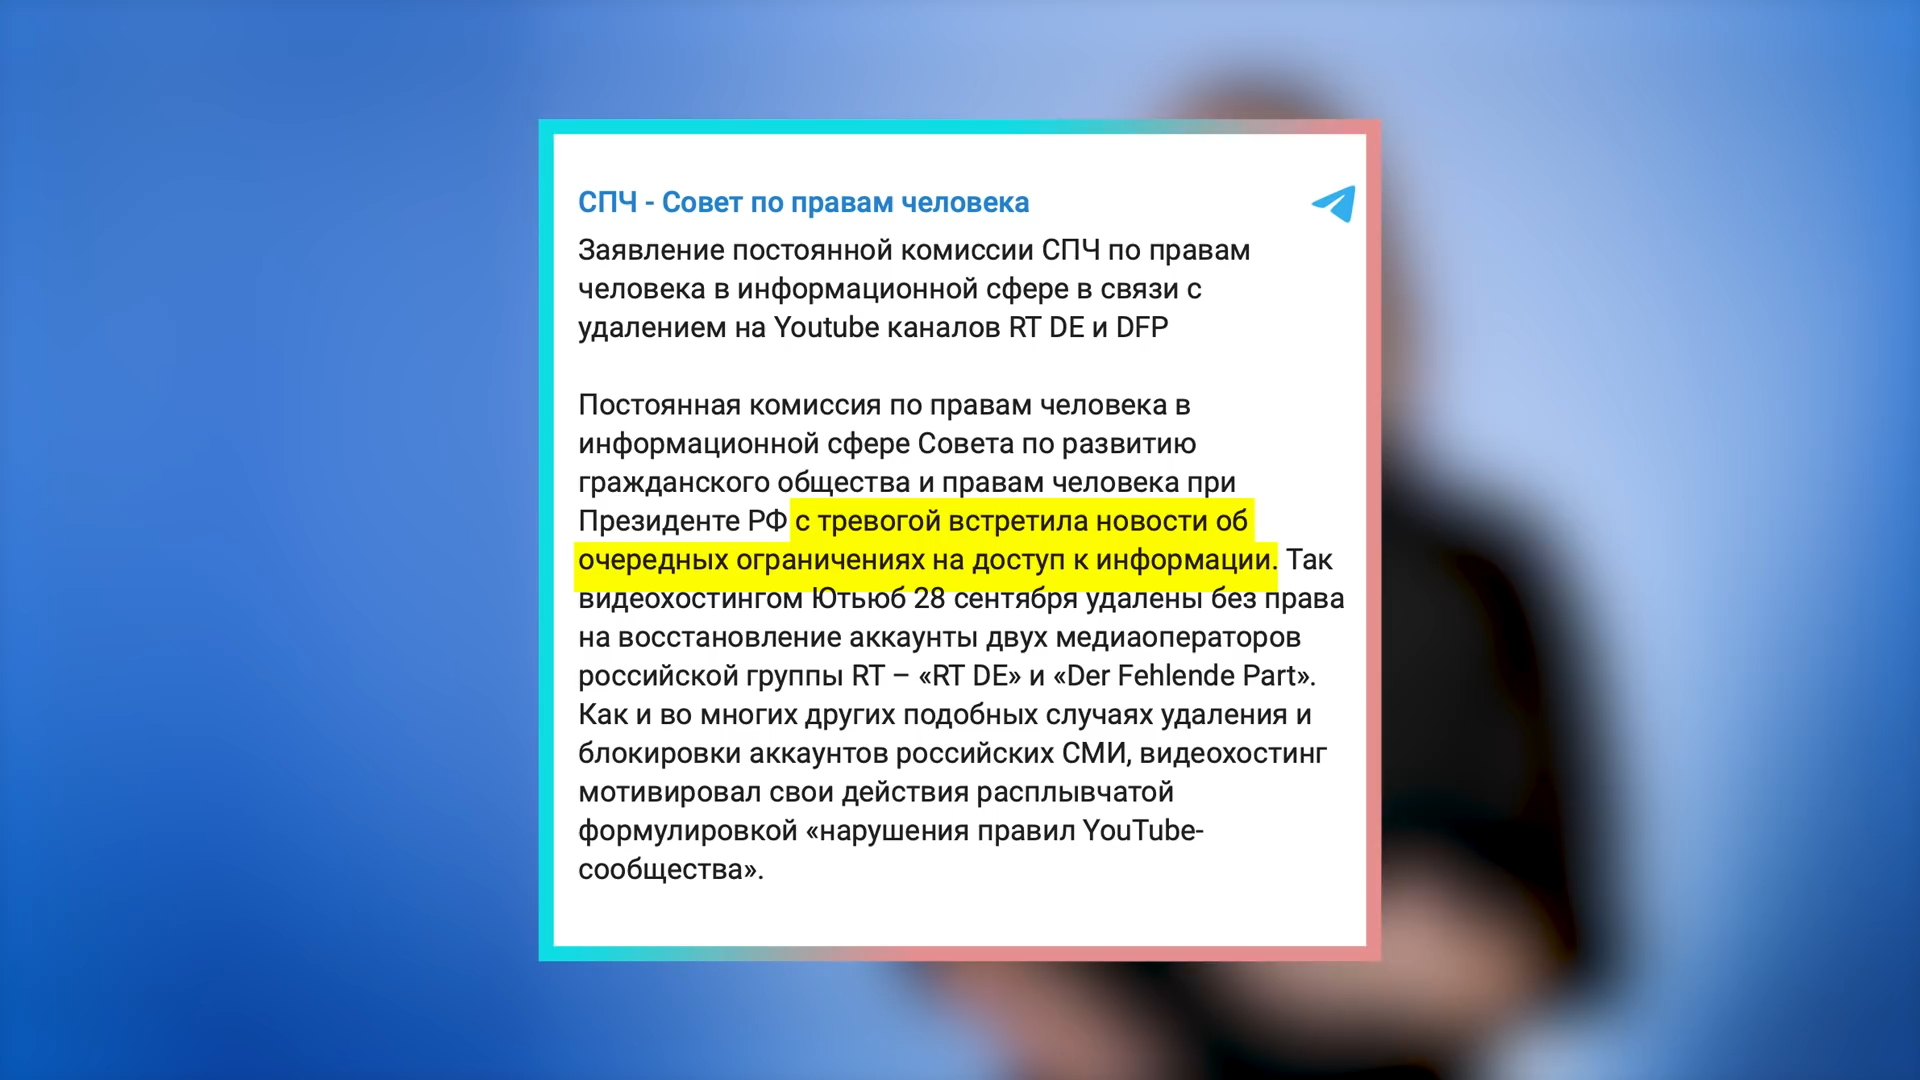 СПЧ - Совет по правам человека
Заявление постоянной комиссии СПЧ по правам
человека в информационной сфере в связи с
удалением на Youtube каналов RT DE и DFP
Постоянная комиссия по правам человека в
информационной сфере Совета по развитию
гражданского общества и правам человека при
Президенте РФ с тревогой встретила новости об
очередных ограничениях на доступ к информации. Так
видеохостингом Ютьюб 28 сентября удалены без права
на восстановление аккаунты двух медиаоператоров
российской группы RT – «RT DE» и «Der Fehlende Part».
Как и во многих других подобных случаях удаления и
блокировки аккаунтов российских СМИ, видеохостинг
мотивировал свои действия расплывчатой
формулировкой «нарушения правил YouTube-
сообщества».